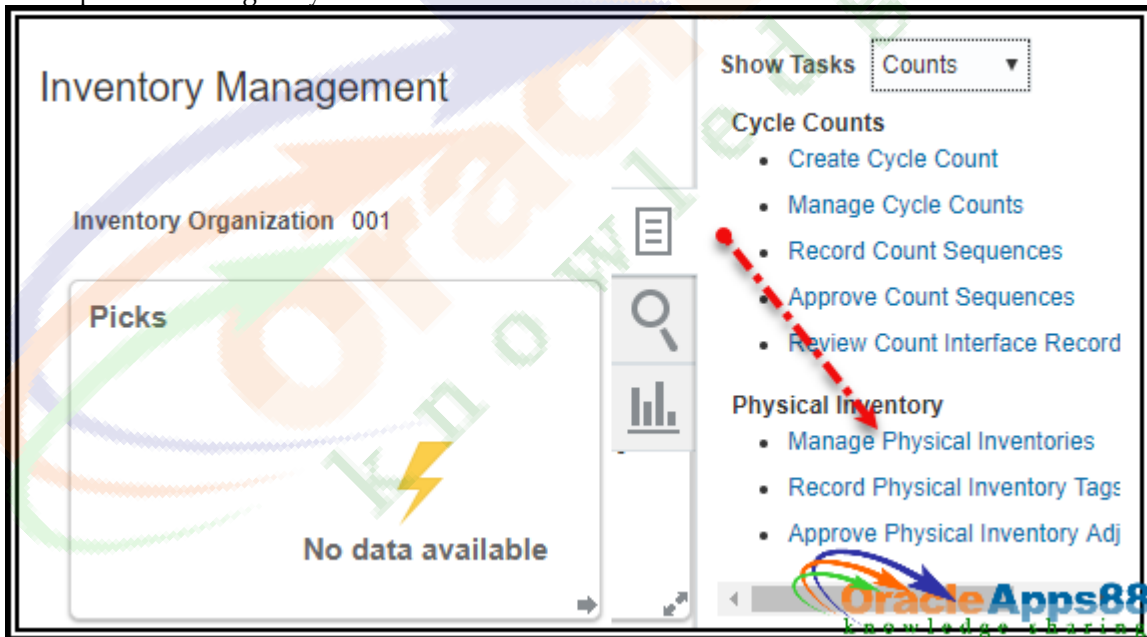 Inventory Management
Inventory Organization 001
Picks
No data available
Show Tasks Counts
Cycle Counts
Create Cycle Count
Manage Cycle Counts
Record Count Sequences
Approve Count Sequences
Review Count Interface Record
Physical Inventory
Manage Physical Inventories
Record Physical Inventory Tags
Approve Physical Inventory Adj
OracleApps88
knowledge sharing